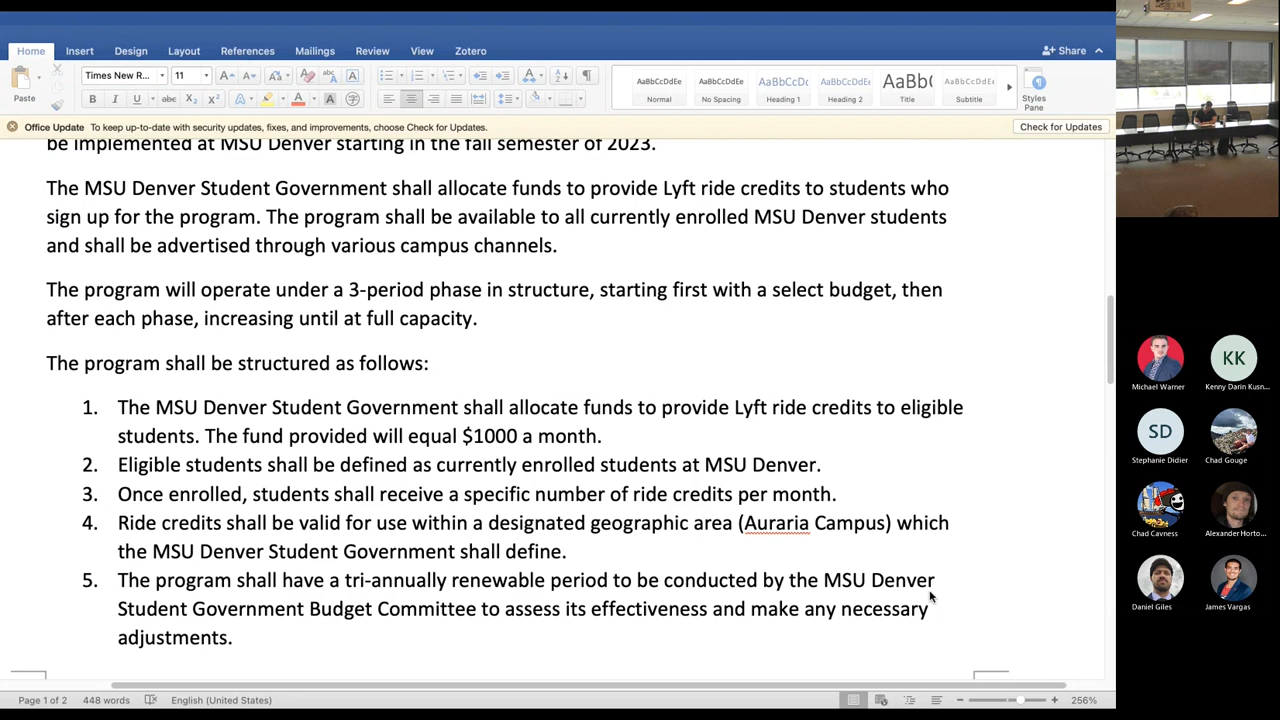 Home Insert Design Layout References Mailings Review View Zotero Share
Times New R... 11
Paste
AaBbCcDdEe AaBbCcDdEe AaBbCcDc AaBbCcDdEe AaBb( AaBbCcDdEe
Normal No Spacing Heading 1 Heading 2 Title Subtitle Styles Pane
Office Update To keep up-to-date with security updates, fixes, and improvements, choose Check for Updates. Check for Updates
be implemented at MSU Denver starting in the fall semester of 2023.
The MSU Denver Student Government shall allocate funds to provide Lyft ride credits to students who
sign up for the program. The program shall be available to all currently enrolled MSU Denver students
and shall be advertised through various campus channels.
The program will operate under a 3-period phase in structure, starting first with a select budget, then
after each phase, increasing until at full capacity.
The program shall be structured as follows:
1. The MSU Denver Student Government shall allocate funds to provide Lyft ride credits to eligible
students. The fund provided will equal $1000 a month.
2. Eligible students shall be defined as currently enrolled students at MSU Denver.
3. Once enrolled, students shall receive a specific number of ride credits per month.
4. Ride credits shall be valid for use within a designated geographic area (Auraria Campus) which
the MSU Denver Student Government shall define.
5. The program shall have a tri-annually renewable period to be conducted by the MSU Denver
Student Government Budget Committee to assess its effectiveness and make any necessary
adjustments.
Page 1 of 2 448 words English (United States) 256%
KK
Michael Warner Kenny Darin Kusn...
SD
Stephanie Didier Chad Gouge
Chad Cavness Alexander Horto...
Daniel Giles James Vargas